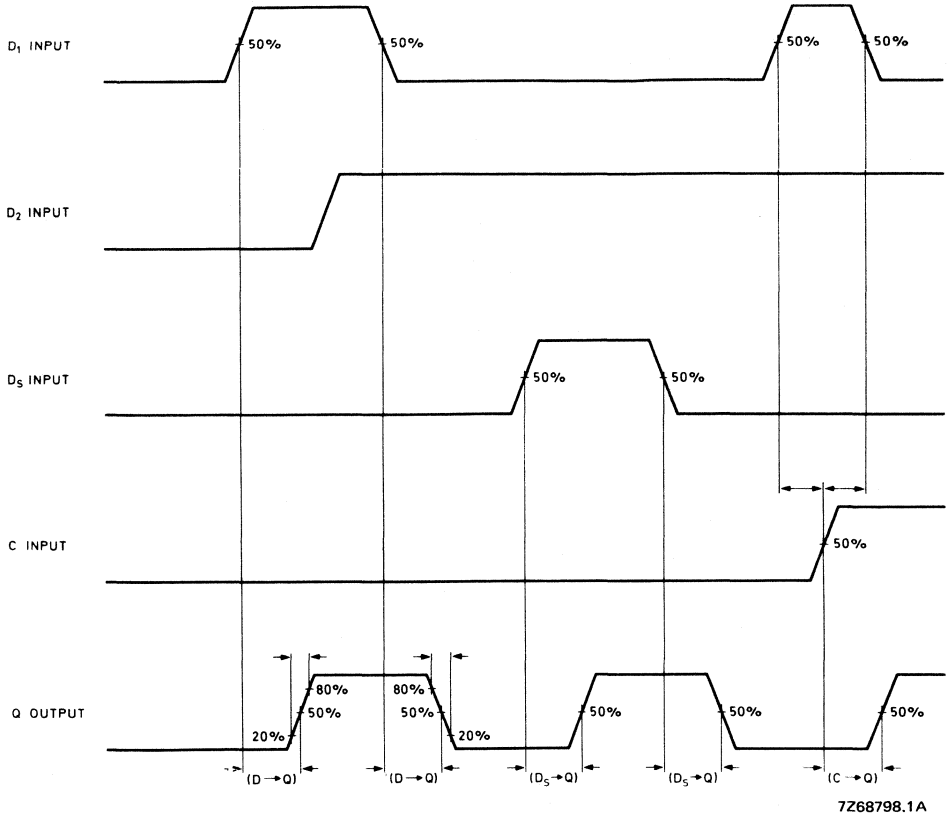 D₁ INPUT
50%
50%
50%
50%
D₂ INPUT
Dₛ INPUT
50%
50%
C INPUT
50%
Q OUTPUT
80%
50%
20%
80%
50%
20%
50%
50%
50%
(D→Q)
(D→Q)
(Dₛ→Q)
(Dₛ→Q)
(C→Q)
7Z68798.1A